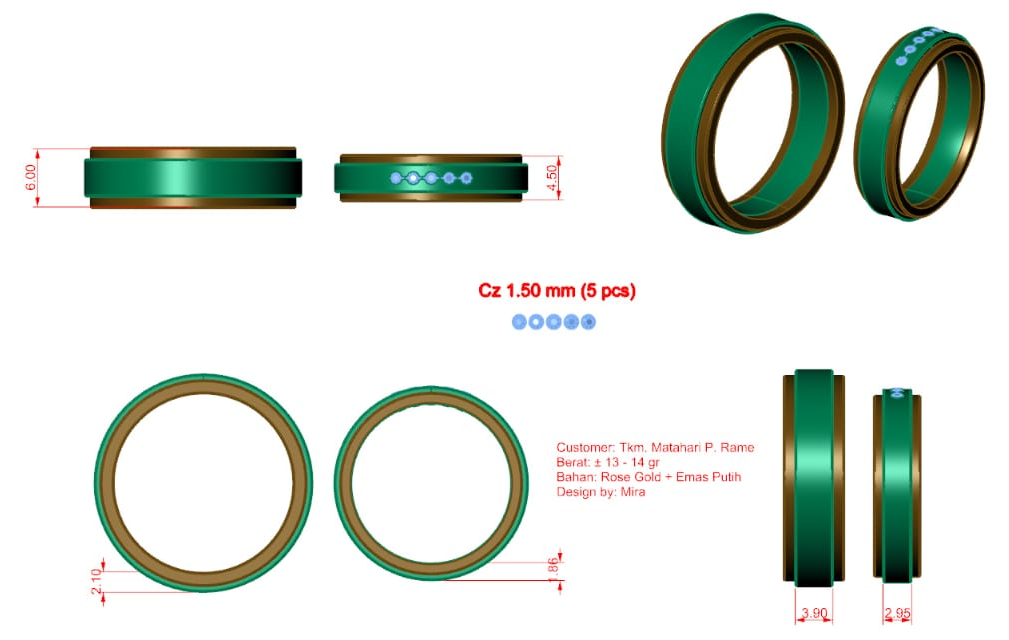 6.00
4.50
Cz 1.50 mm (5 pcs)
Customer: Tkm. Matahari P. Rame
Berat: ± 13 - 14 gr
Bahan: Rose Gold + Emas Putih
Design by: Mira
2.10
1.86
3.90
2.95